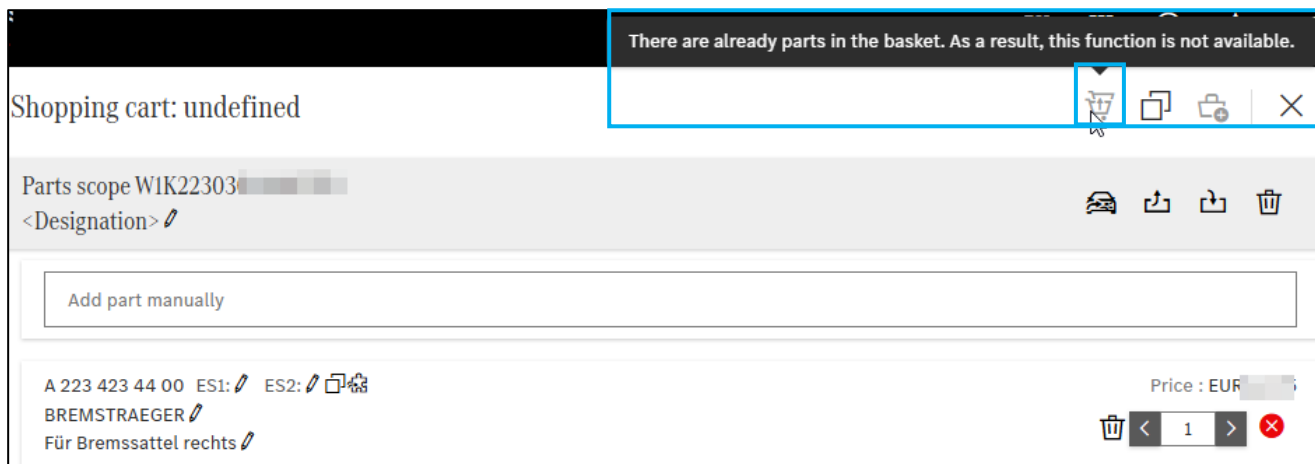 There are already parts in the basket. As a result, this function is not available.
Shopping cart: undefined
Parts scope W1K22303
<Designation>
Add part manually
A 223 423 44 00 ES1: ES2:
BREMSTRAEGER
Price : EUR
Für Bremssattel rechts
1